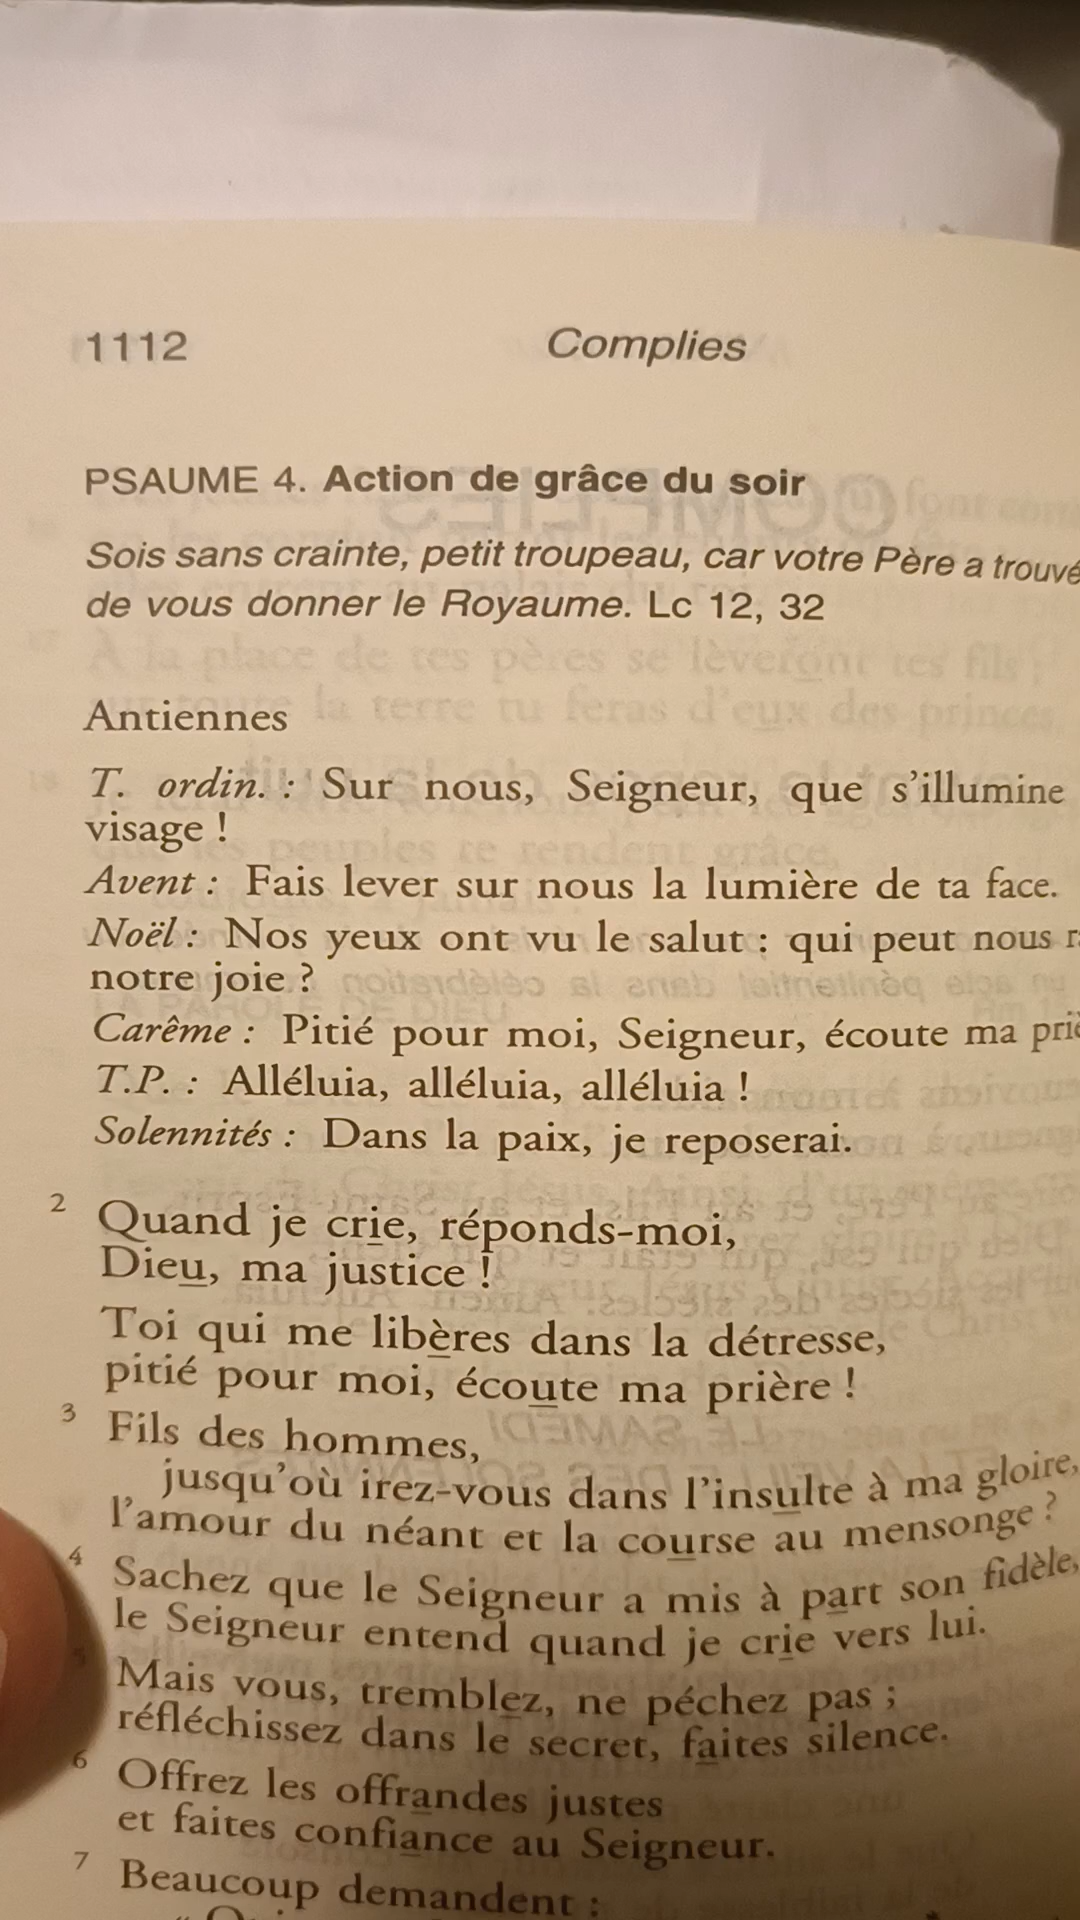 1112 Complies
PSAUME 4. Action de grâce du soir
Sois sans crainte, petit troupeau, car votre Père a trouvé
de vous donner le Royaume. Lc 12, 32
Antiennes
T. ordin. : Sur nous, Seigneur, que s'illumine
visage !
Avent : Fais lever sur nous la lumière de ta face.
Noël : Nos yeux ont vu le salut : qui peut nous
notre joie ?
Carême : Pitié pour moi, Seigneur, écoute ma
T.P. : Alléluia, alléluia, alléluia !
Solennités : Dans la paix, je reposerai.
2 Quand je crie, réponds-moi,
Dieu, ma justice !
Toi qui me libères dans la détresse,
pitié pour moi, écoute ma prière !
3 Fils des hommes,
jusqu'où irez-vous dans l'insulte à ma gloire,
l'amour du néant et la course au mensonge ?
4 Sachez que le Seigneur a mis à part son fidèle,
le Seigneur entend quand je crie vers lui.
5 Mais vous, tremblez, ne péchez pas ;
réfléchissez dans le secret, faites silence.
6 Offrez les offrandes justes
et faites confiance au Seigneur.
7 Beaucoup demandent :